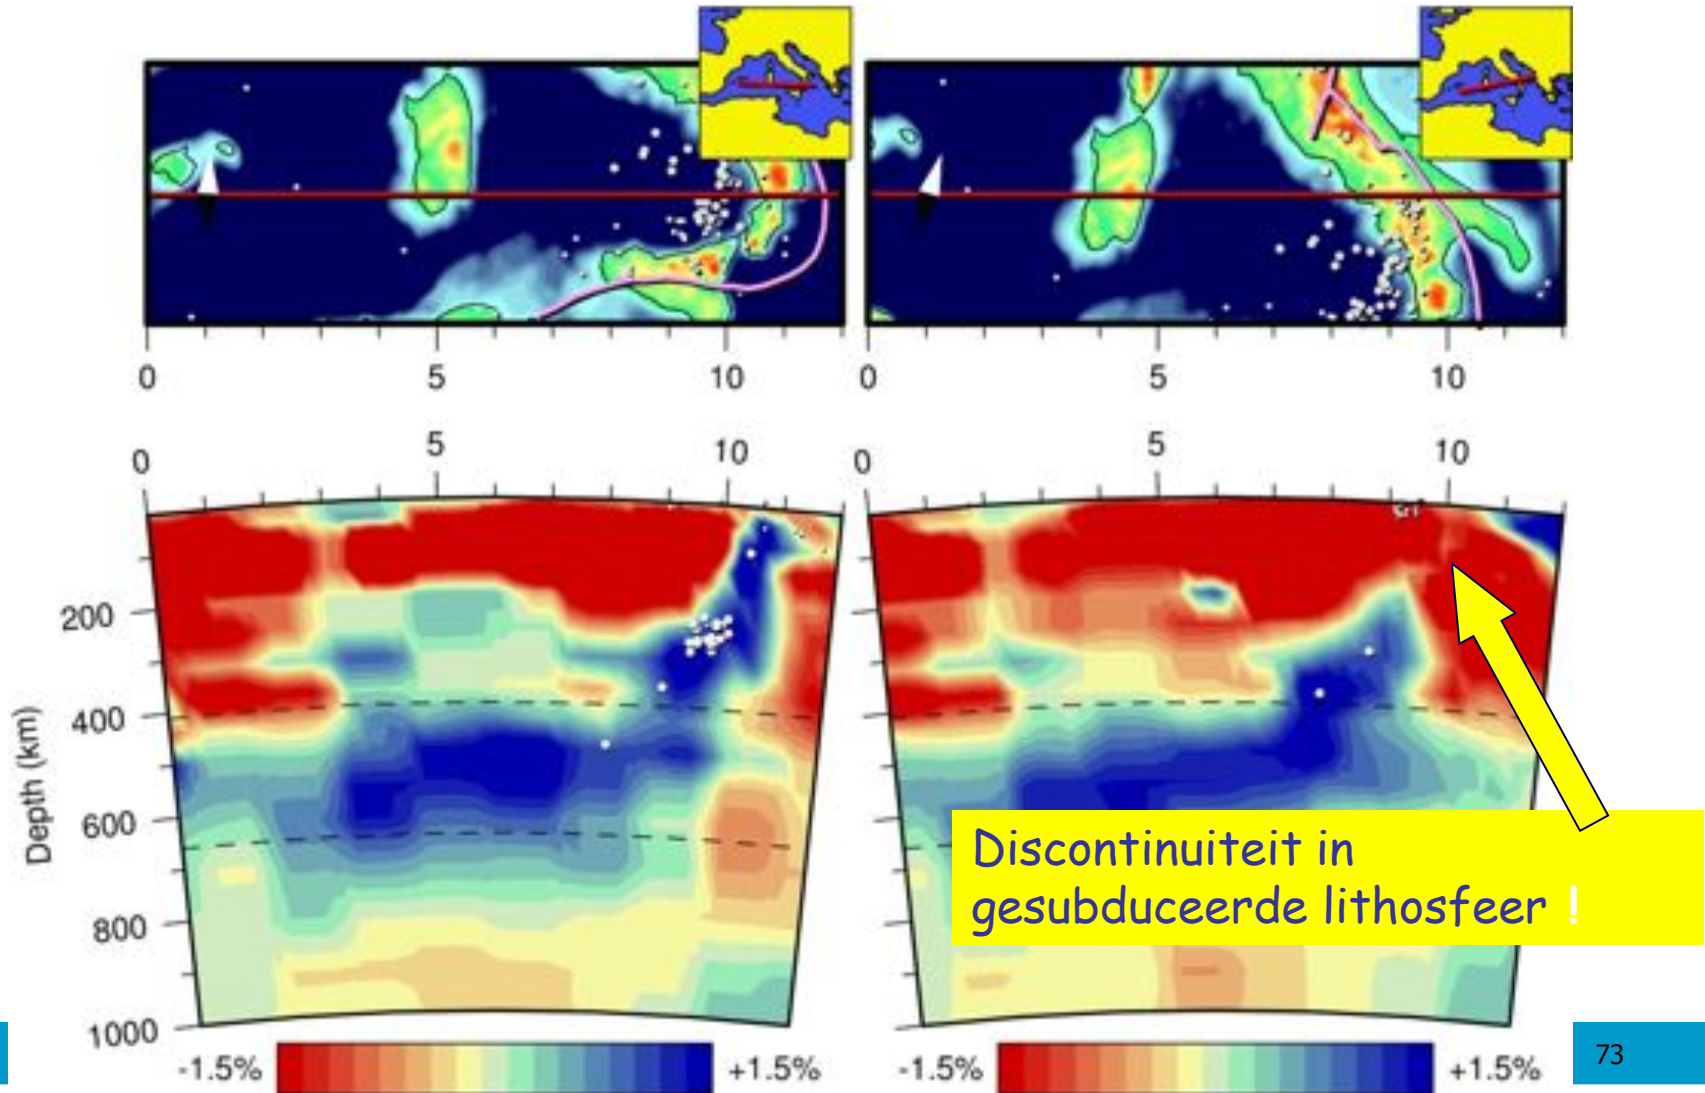 0 5 10 0 5 10
0 5 10 0 5 10
200
400
600
800
1000
Depth (km)
Discontinuiteit in
gesubduceerde lithosfeer !
-1.5% +1.5% -1.5% +1.5%
73